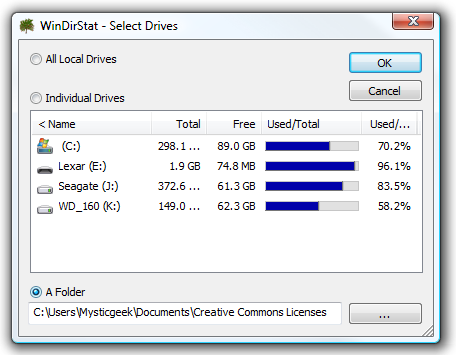 WinDirStat - Select Drives
All Local Drives
OK
Individual Drives
Cancel
< Name Total Free Used/Total Used/...
(C:) 298.1 ... 89.0 GB 70.2%
Lexar (E:) 1.9 GB 74.8 MB 96.1%
Seagate (J:) 372.6 ... 61.3 GB 83.5%
WD_160 (K:) 149.0 ... 62.3 GB 58.2%
A Folder
C:\Users\Mysticgeek\Documents\Creative Commons Licenses ...